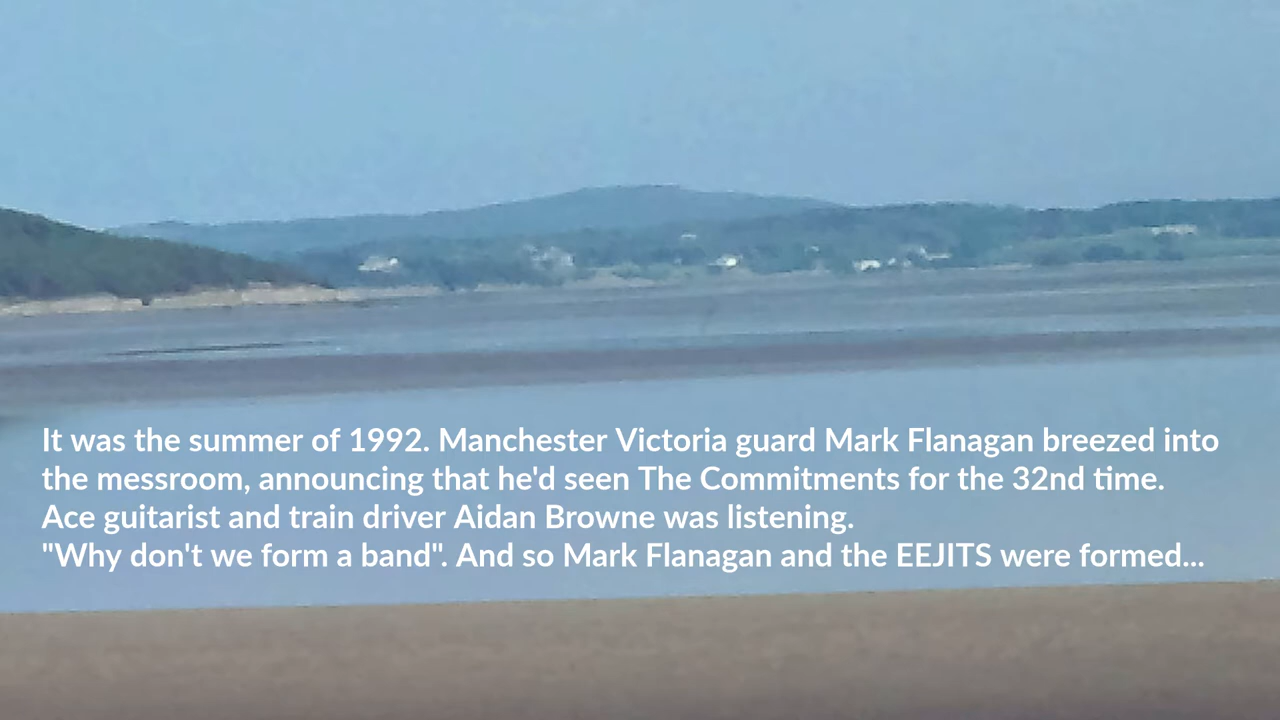 It was the summer of 1992. Manchester Victoria guard Mark Flanagan breezed into
the messroom, announcing that he'd seen The Commitments for the 32nd time.
Ace guitarist and train driver Aidan Browne was listening.
"Why don't we form a band". And so Mark Flanagan and the EEJITS were formed...